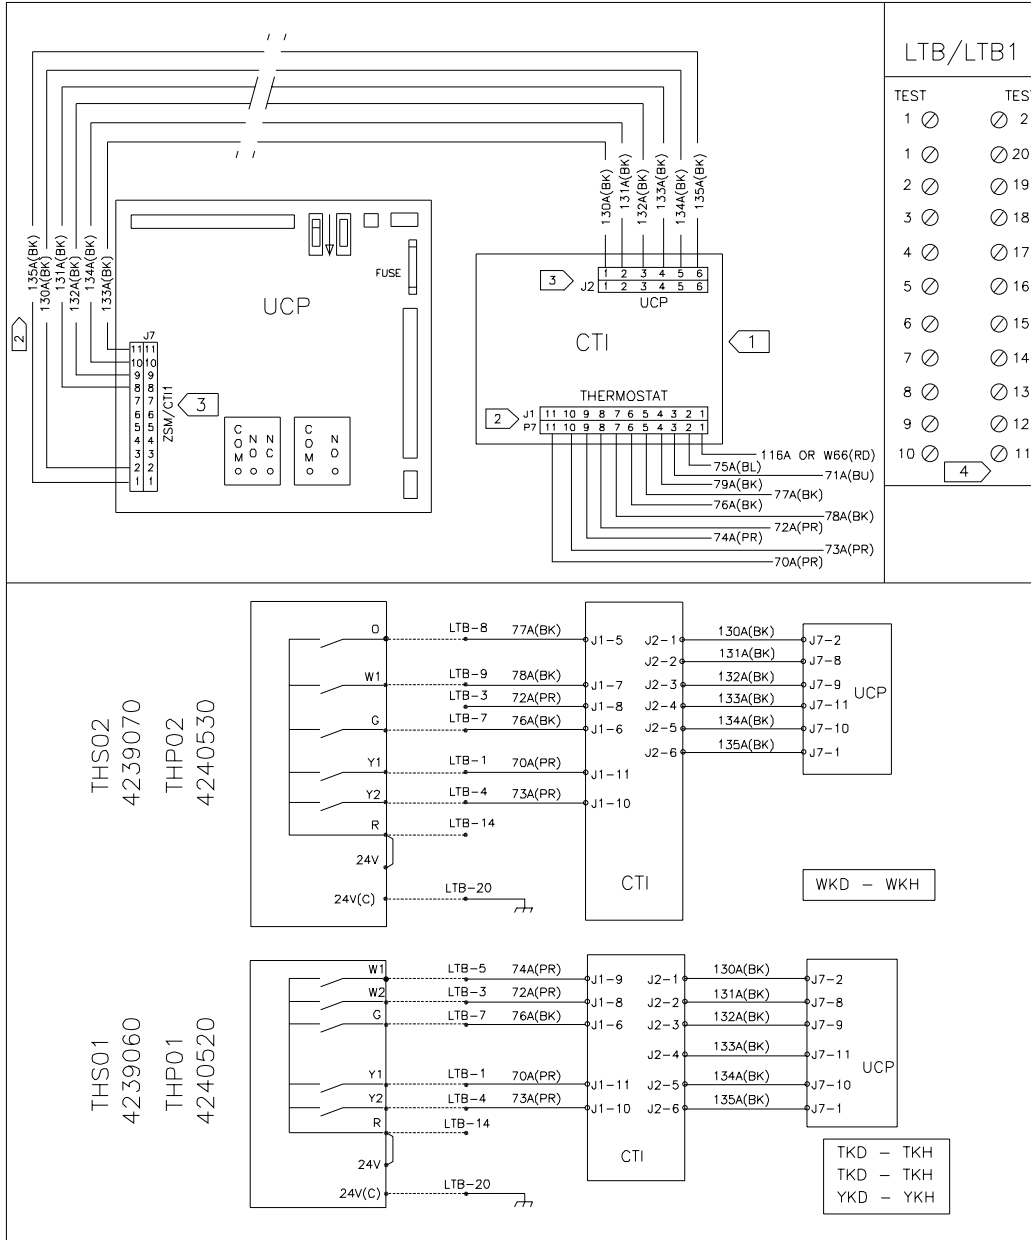 LTB/LTB1
TEST TES
1 2
1 20
2 19
3 18
4 17
5 16
6 15
7 14
8 13
9 12
10 11
4
135A(BK)
130A(BK)
131A(BK)
132A(BK)
134A(BK)
133A(BK)
2
UCP
FUSE
J7
11 11
10 10
9 9
8 8
7 7
6 6
5 5
4 4
3 3
2 2
1 1
ZSM/CTI1
3
COM NO NC
COM NO
130A(BK)
131A(BK)
132A(BK)
133A(BK)
134A(BK)
135A(BK)
3
J2
1 2 3 4 5 6
1 2 3 4 5 6
UCP
CTI
1
THERMOSTAT
2
J1 11 10 9 8 7 6 5 4 3 2 1
P7 11 10 9 8 7 6 5 4 3 2 1
116A OR W66(RD)
75A(BL)
71A(BU)
79A(BK)
77A(BK)
76A(BK)
78A(BK)
72A(PR)
74A(PR)
73A(PR)
70A(PR)
THS02
4239070
THP02
4240530
O LTB-8 77A(BK) J1-5 J2-1 130A(BK) J7-2
J2-2 131A(BK) J7-8
W1 LTB-9 78A(BK) J1-7 J2-3 132A(BK) J7-9
UCP
LTB-3 72A(PR) J1-8 J2-4 133A(BK) J7-11
G LTB-7 76A(BK) J1-6 J2-5 134A(BK) J7-10
J2-6 135A(BK) J7-1
Y1 LTB-1 70A(PR) J1-11
Y2 LTB-4 73A(PR) J1-10
R LTB-14
24V
24V(C) LTB-20
CTI
WKD - WKH
THS01
4239060
THP01
4240520
W1 LTB-5 74A(PR) J1-9 J2-1 130A(BK) J7-2
W2 LTB-3 72A(PR) J1-8 J2-2 131A(BK) J7-8
G LTB-7 76A(BK) J1-6 J2-3 132A(BK) J7-9
J2-4 133A(BK) J7-11
UCP
Y1 LTB-1 70A(PR) J1-11 J2-5 134A(BK) J7-10
Y2 LTB-4 73A(PR) J1-10 J2-6 135A(BK) J7-1
R LTB-14
24V
24V(C) LTB-20
CTI
TKD - TKH
TKD - TKH
YKD - YKH